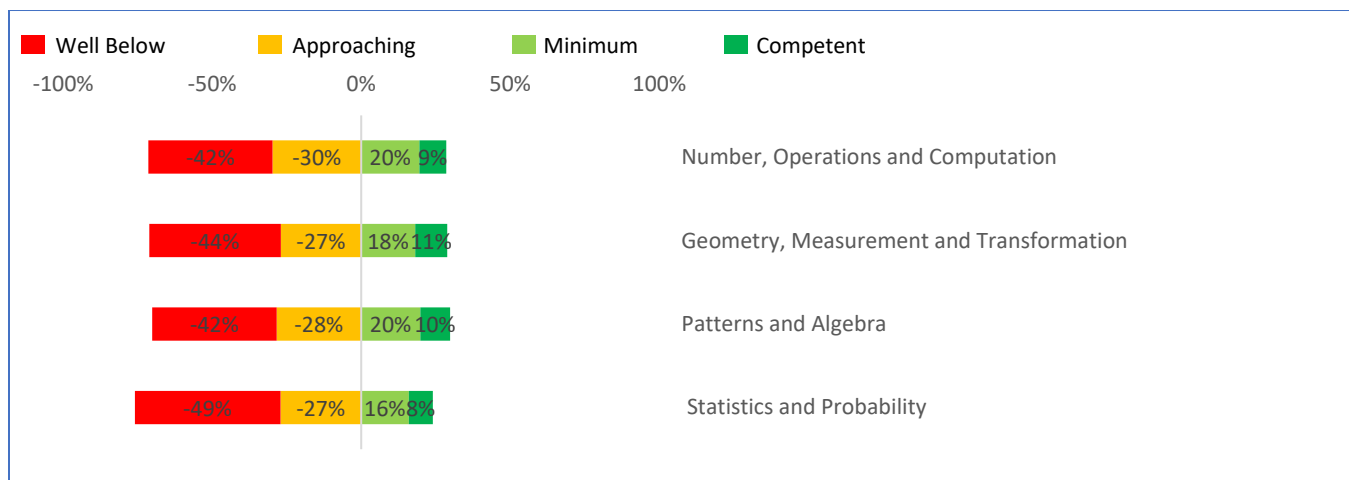 Well Below Approaching Minimum Competent
-100% -50% 0% 50% 100%
-42% -30% 20% 9% Number, Operations and Computation
-44% -27% 18% 11% Geometry, Measurement and Transformation
-42% -28% 20% 10% Patterns and Algebra
-49% -27% 16% 8% Statistics and Probability